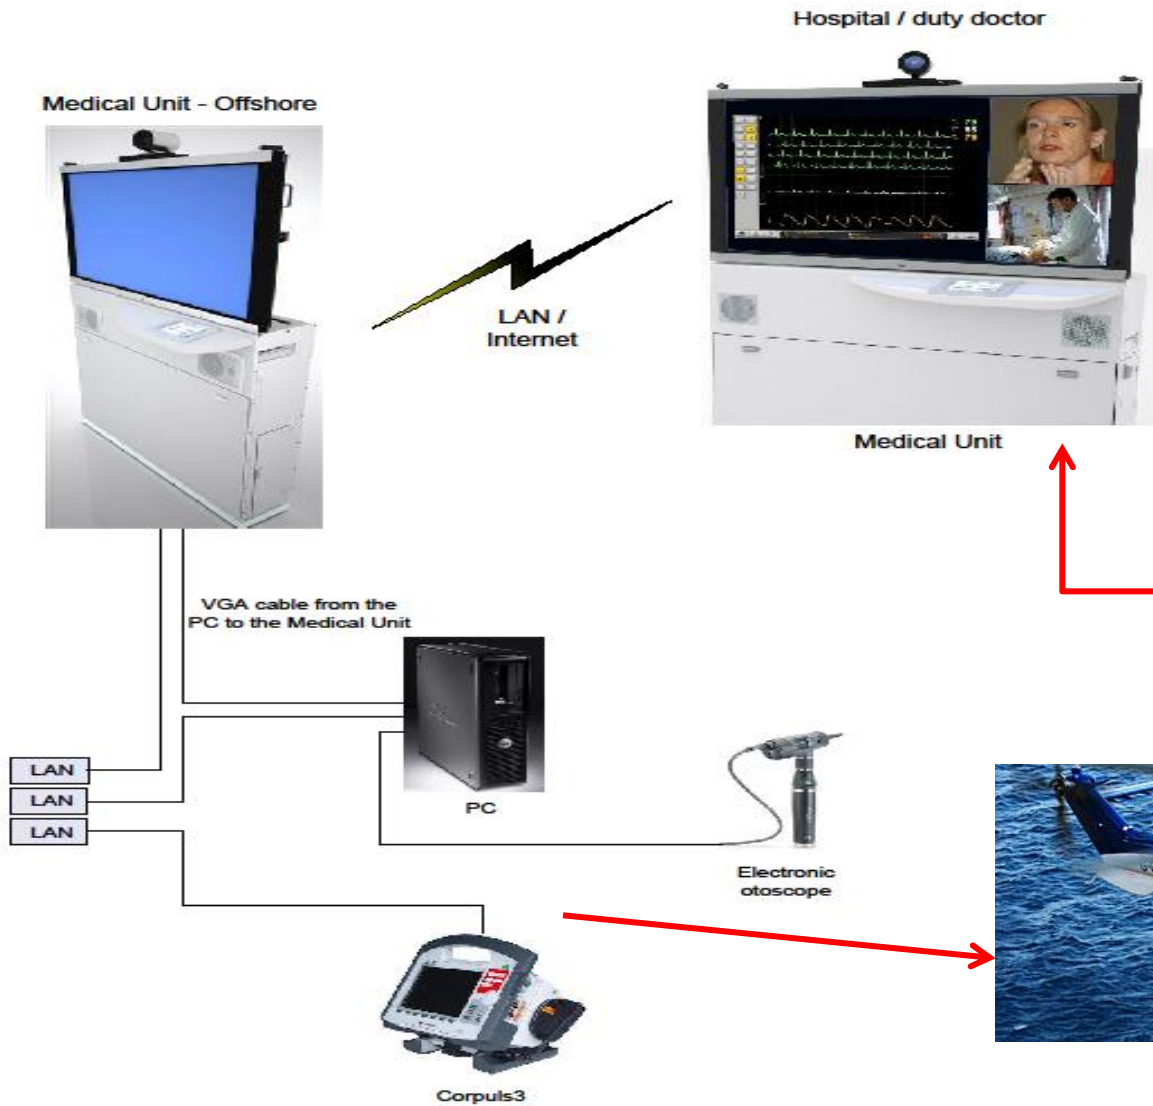 Hospital / duty doctor
Medical Unit - Offshore
LAN /
Internet
Medical Unit
VGA cable from the
PC to the Medical Unit
LAN
LAN
LAN
PC
Electronic
otoscope
Corpuls3